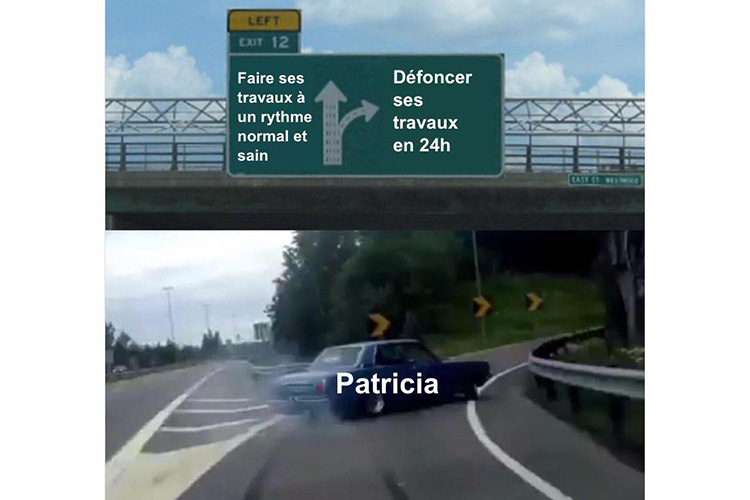 LEFT
EXIT 12
Faire ses
travaux à
un rythme
normal et
sain
Défoncer
ses
travaux
en 24h
Patricia